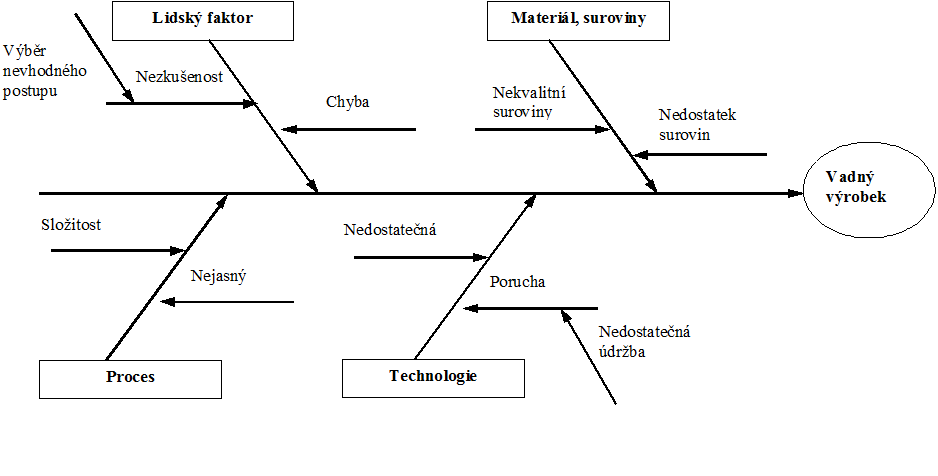 Lidský faktor
Materiál, suroviny
Výběr
nevhodného
postupu
Nezkušenost
Chyba
Nekvalitní
suroviny
Nedostatek
surovin
Vadný
výrobek
Složitost
Nejasný
Nedostatečná
Porucha
Nedostatečná
údržba
Proces
Technologie